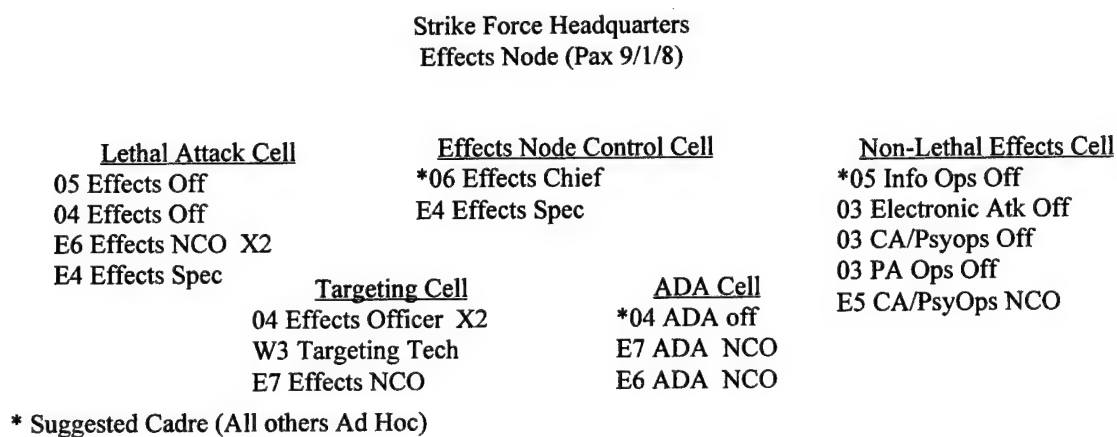 Strike Force Headquarters
Effects Node (Pax 9/1/8)
Lethal Attack Cell
05 Effects Off
04 Effects Off
E6 Effects NCO X2
E4 Effects Spec
Effects Node Control Cell
*06 Effects Chief
E4 Effects Spec
Non-Lethal Effects Cell
*05 Info Ops Off
03 Electronic Atk Off
03 CA/Psyops Off
03 PA Ops Off
E5 CA/PsyOps NCO
Targeting Cell
04 Effects Officer X2
W3 Targeting Tech
E7 Effects NCO
ADA Cell
*04 ADA off
E7 ADA NCO
E6 ADA NCO
* Suggested Cadre (All others Ad Hoc)